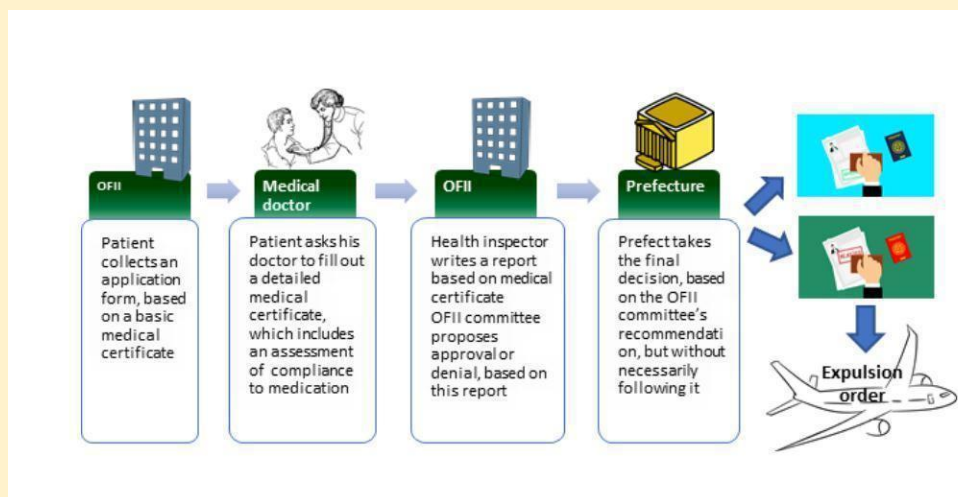 OFII
Patient
collects an
application
form, based
on a basic
medical
certificate
Medical
doctor
Patient asks his
doctor to fill out
a detailed
medical
certificate,
which includes
an assessment
of compliance
to medication
OFII
Health inspector
writes a report
based on medical
certificate
OFII committee
proposes
approval or
denial, based on
this report
Prefecture
Prefect takes
the final
decision, based
on the OFII
committee's
recommendati
on, but without
necessarily
following it
Expulsion
order